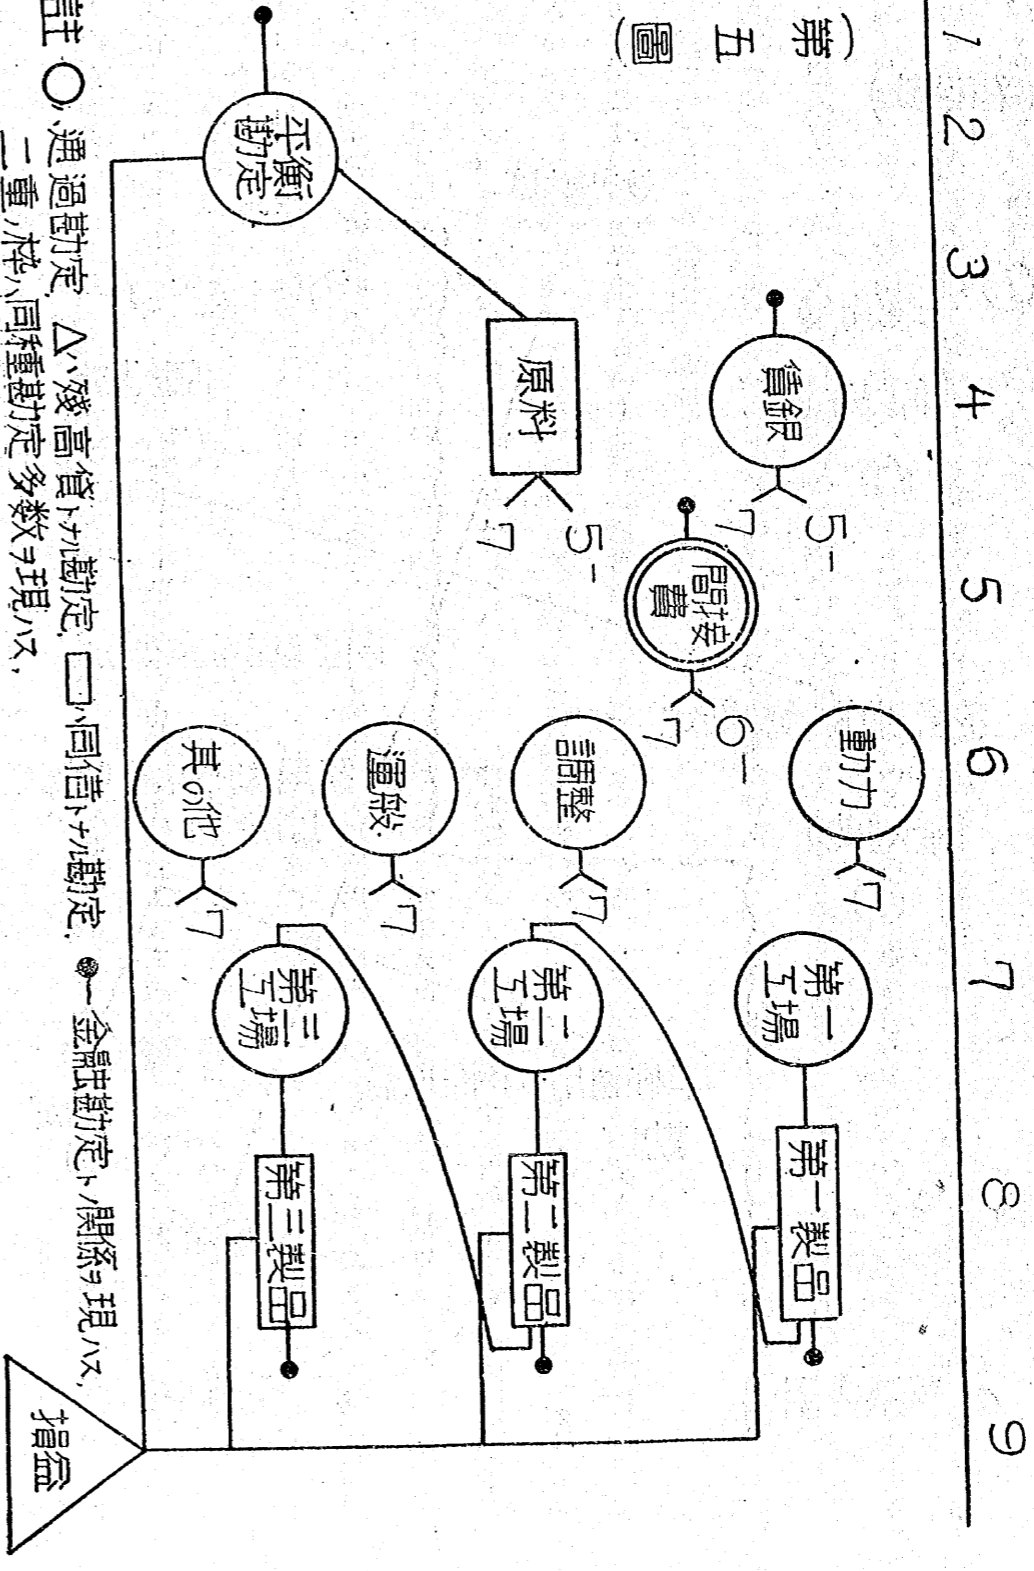 (第五圖)
1 2 3 4 5 6 7 8 9
賃銀
5-
7
間接
費
6-
7
動力
7
調整
7
運般
7
其の他
7
平衡
勘定
原料
5-
7
第一
工場
第一製品
第二
工場
第二製品
第三
工場
第三製品
損益
註 ○ハ通過勘定、△ハ殘高管トナル勘定、□ハ同借トナル勘定、●—金融勘定トノ関係ヲ現ハス、
二重ノ枠ハ同種勘定多数ヲ現ハス、